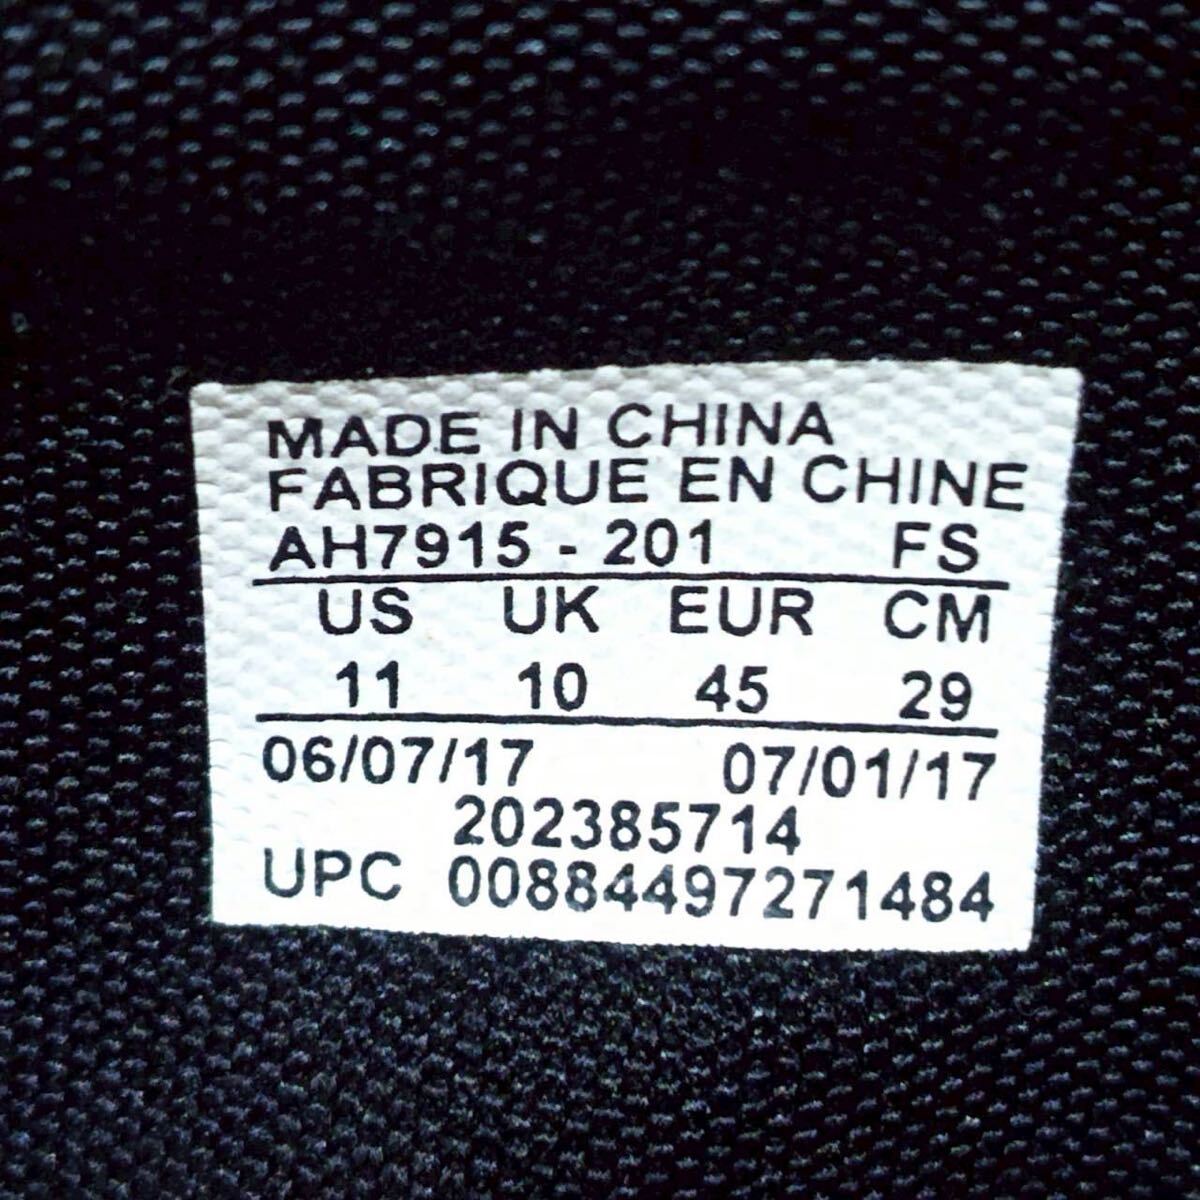 MADE IN CHINA
FABRIQUE EN CHINE
AH7915 - 201 FS
US UK EUR CM
11 10 45 29
06/07/17 07/01/17
202385714
UPC 00884497271484